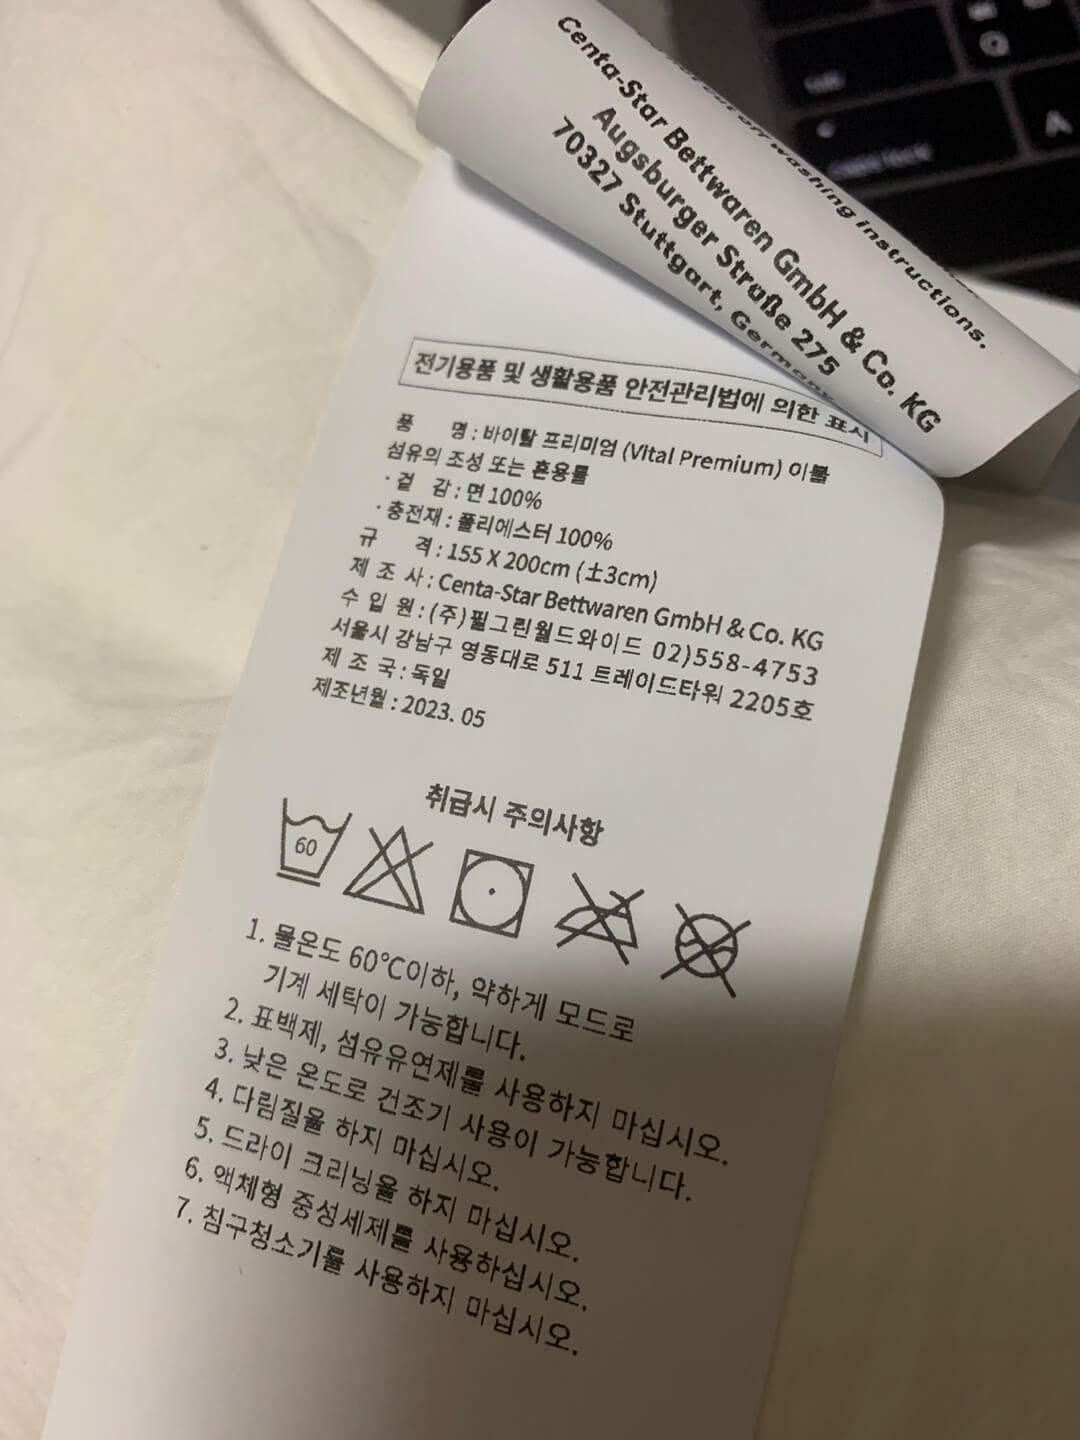 cut off washing instructions.
Centa-Star Bettwaren GmbH & Co. KG
Augsburger Straße 275
70327 Stuttgart, Germany
전기용품 및 생활용품 안전관리법에 의한 표시
품 명 : 바이탈 프리미엄 (Vital Premium) 이불
섬유의 조성 또는 혼용률
· 겉 감 : 면 100%
· 충전재 : 폴리에스터 100%
규 격 : 155 X 200cm (±3cm)
제 조 사 : Centa-Star Bettwaren GmbH & Co. KG
수 입 원 : (주)필그린월드와이드 02)558-4753
서울시 강남구 영동대로 511 트레이드타워 2205호
제 조 국 : 독일
제조년월 : 2023. 05
취급시 주의사항
60
1. 물온도 60℃이하, 약하게 모드로
기계 세탁이 가능합니다.
2. 표백제, 섬유유연제를 사용하지 마십시오.
3. 낮은 온도로 건조기 사용이 가능합니다.
4. 다림질을 하지 마십시오.
5. 드라이 크리닝을 하지 마십시오.
6. 액체형 중성세제를 사용하십시오.
7. 침구청소기를 사용하지 마십시오.
A